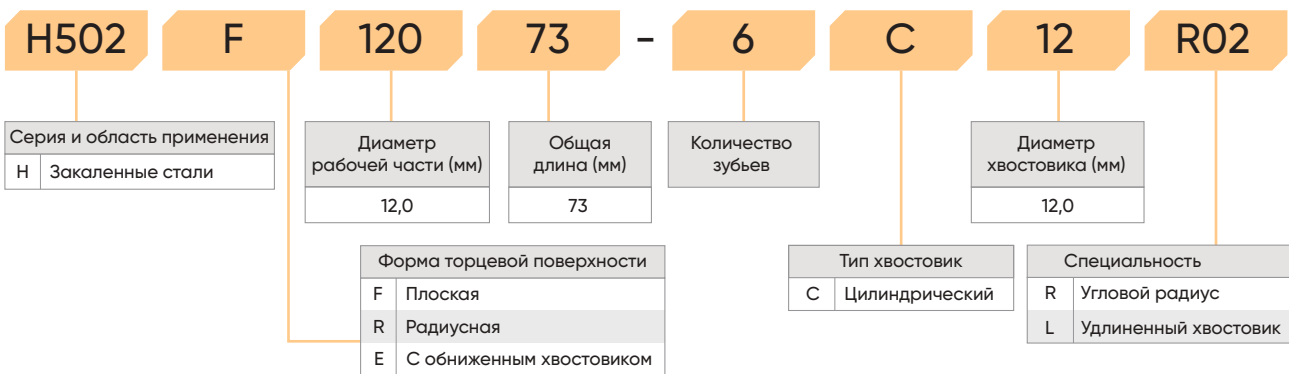 H502 F 120 73 - 6 C 12 R02
Серия и область применения
H Закаленные стали
Диаметр
рабочей части (мм)
12,0
Общая
длина (мм)
73
Количество
зубьев
Диаметр
хвостовика (мм)
12,0
Форма торцевой поверхности
F Плоская
R Радиусная
E С обниженным хвостовиком
Тип хвостовик
C Цилиндрический
Специальность
R Угловой радиус
L Удлиненный хвостовик